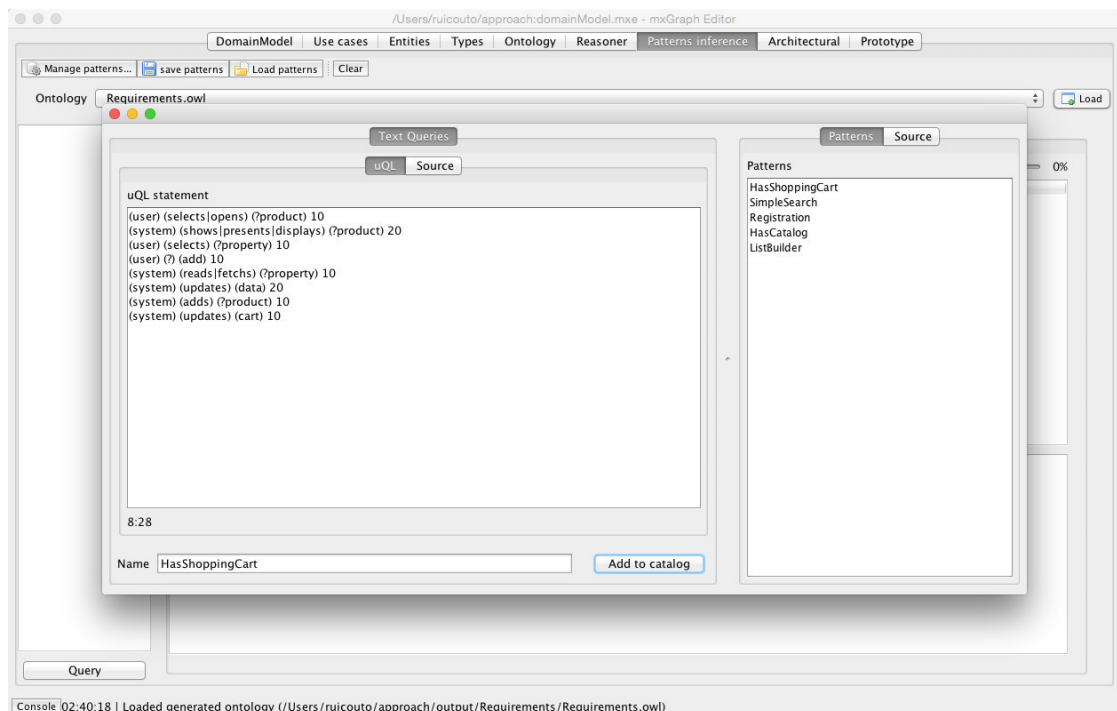 /Users/ruicouto/approach:domainModel.mxe - mxGraph Editor
DomainModel Use cases Entities Types Ontology Reasoner Patterns inference Architectural Prototype
Manage patterns... save patterns Load patterns Clear
Ontology Requirements.owl Load
Text Queries
Patterns Source
uQL Source
Patterns
0%
uQL statement
(user) (selects|opens) (?product) 10
(system) (shows|presents|displays) (?product) 20
(user) (selects) (?property) 10
(user) (?) (add) 10
(system) (reads|fetchs) (?property) 10
(system) (updates) (data) 20
(system) (adds) (?product) 10
(system) (updates) (cart) 10
HasShoppingCart
SimpleSearch
Registration
HasCatalog
ListBuilder
8:28
Name HasShoppingCart Add to catalog
Query
Console 02:40:18 | Loaded generated ontology (/Users/ruicouto/approach/output/Requirements/Requirements.owl)